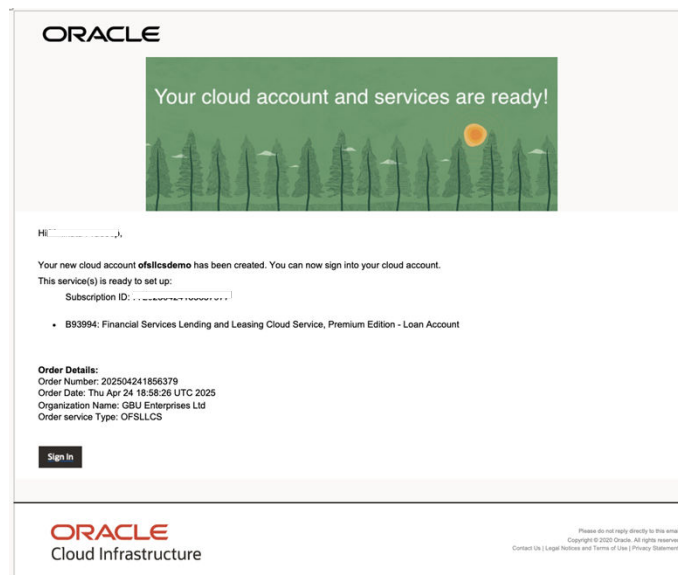 ORACLE
Your cloud account and services are ready!
Hi
Your new cloud account ofsllcsdemo has been created. You can now sign into your cloud account.
This service(s) is ready to set up:
Subscription ID:
• B93994: Financial Services Lending and Leasing Cloud Service, Premium Edition - Loan Account
Order Details:
Order Number: 202504241856379
Order Date: Thu Apr 24 18:58:26 UTC 2025
Organization Name: GBU Enterprises Ltd
Order service Type: OFSLLCS
Sign In
ORACLE
Cloud Infrastructure
Please do not reply directly to this
Copyright © 2020 Oracle. All rights
Contact Us | Legal Notices and Terms of Use | Privacy